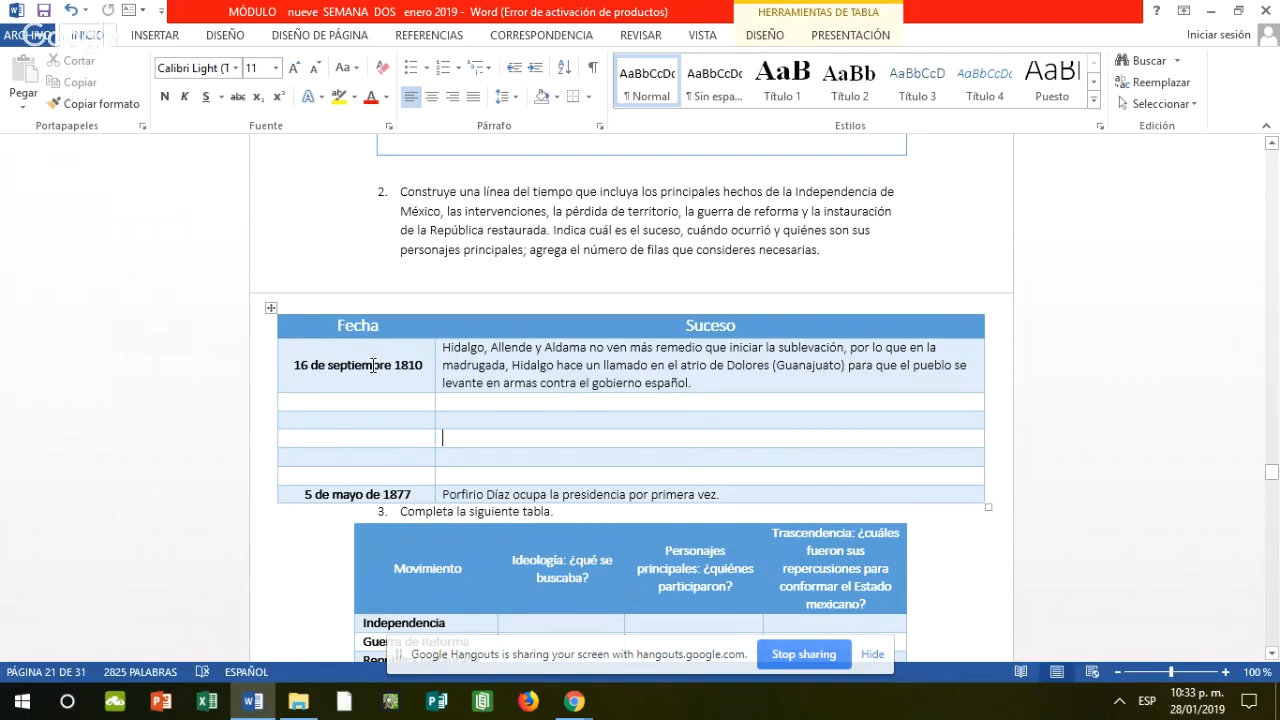 MÓDULO nueve SEMANA DOS enero 2019 - Word (Error de activación de productos)
HERRAMIENTAS DE TABLA
ARCHIVO INICIO INSERTAR DISEÑO DISEÑO DE PÁGINA REFERENCIAS CORRESPONDENCIA REVISAR VISTA DISEÑO PRESENTACIÓN Iniciar sesión
Pegar
Cortar
Copiar
Copiar formato
Portapapeles
Calibri Light (T 11
Aa
N K S abc x₂ x² A A
Fuente
Párrafo
AaBbCcDc AaBbCcDc AaB AaBb AaBbCcD AaBbCcD AaBl
¶ Normal ¶ Sin espa... Título 1 Título 2 Título 3 Título 4 Puesto
Estilos
Buscar
Reemplazar
Seleccionar
Edición
2. Construye una línea del tiempo que incluya los principales hechos de la Independencia de
México, las intervenciones, la pérdida de territorio, la guerra de reforma y la instauración
de la República restaurada. Indica cuál es el suceso, cuándo ocurrió y quiénes son sus
personajes principales; agrega el número de filas que consideres necesarias.
Fecha Suceso
16 de septiembre 1810
Hidalgo, Allende y Aldama no ven más remedio que iniciar la sublevación, por lo que en la
madrugada, Hidalgo hace un llamado en el atrio de Dolores (Guanajuato) para que el pueblo se
levante en armas contra el gobierno español.
5 de mayo de 1877 Porfirio Díaz ocupa la presidencia por primera vez.
3. Completa la siguiente tabla.
Movimiento
Ideología: ¿qué se
buscaba?
Personajes
principales: ¿quiénes
participaron?
Trascendencia: ¿cuáles
fueron sus
repercusiones para
conformar el Estado
mexicano?
Independencia
Guerra de Reforma
Google Hangouts is sharing your screen with hangouts.google.com. Stop sharing Hide
PÁGINA 21 DE 31 2825 PALABRAS ESPAÑOL 100 %
ESP
10:33 p. m.
28/01/2019